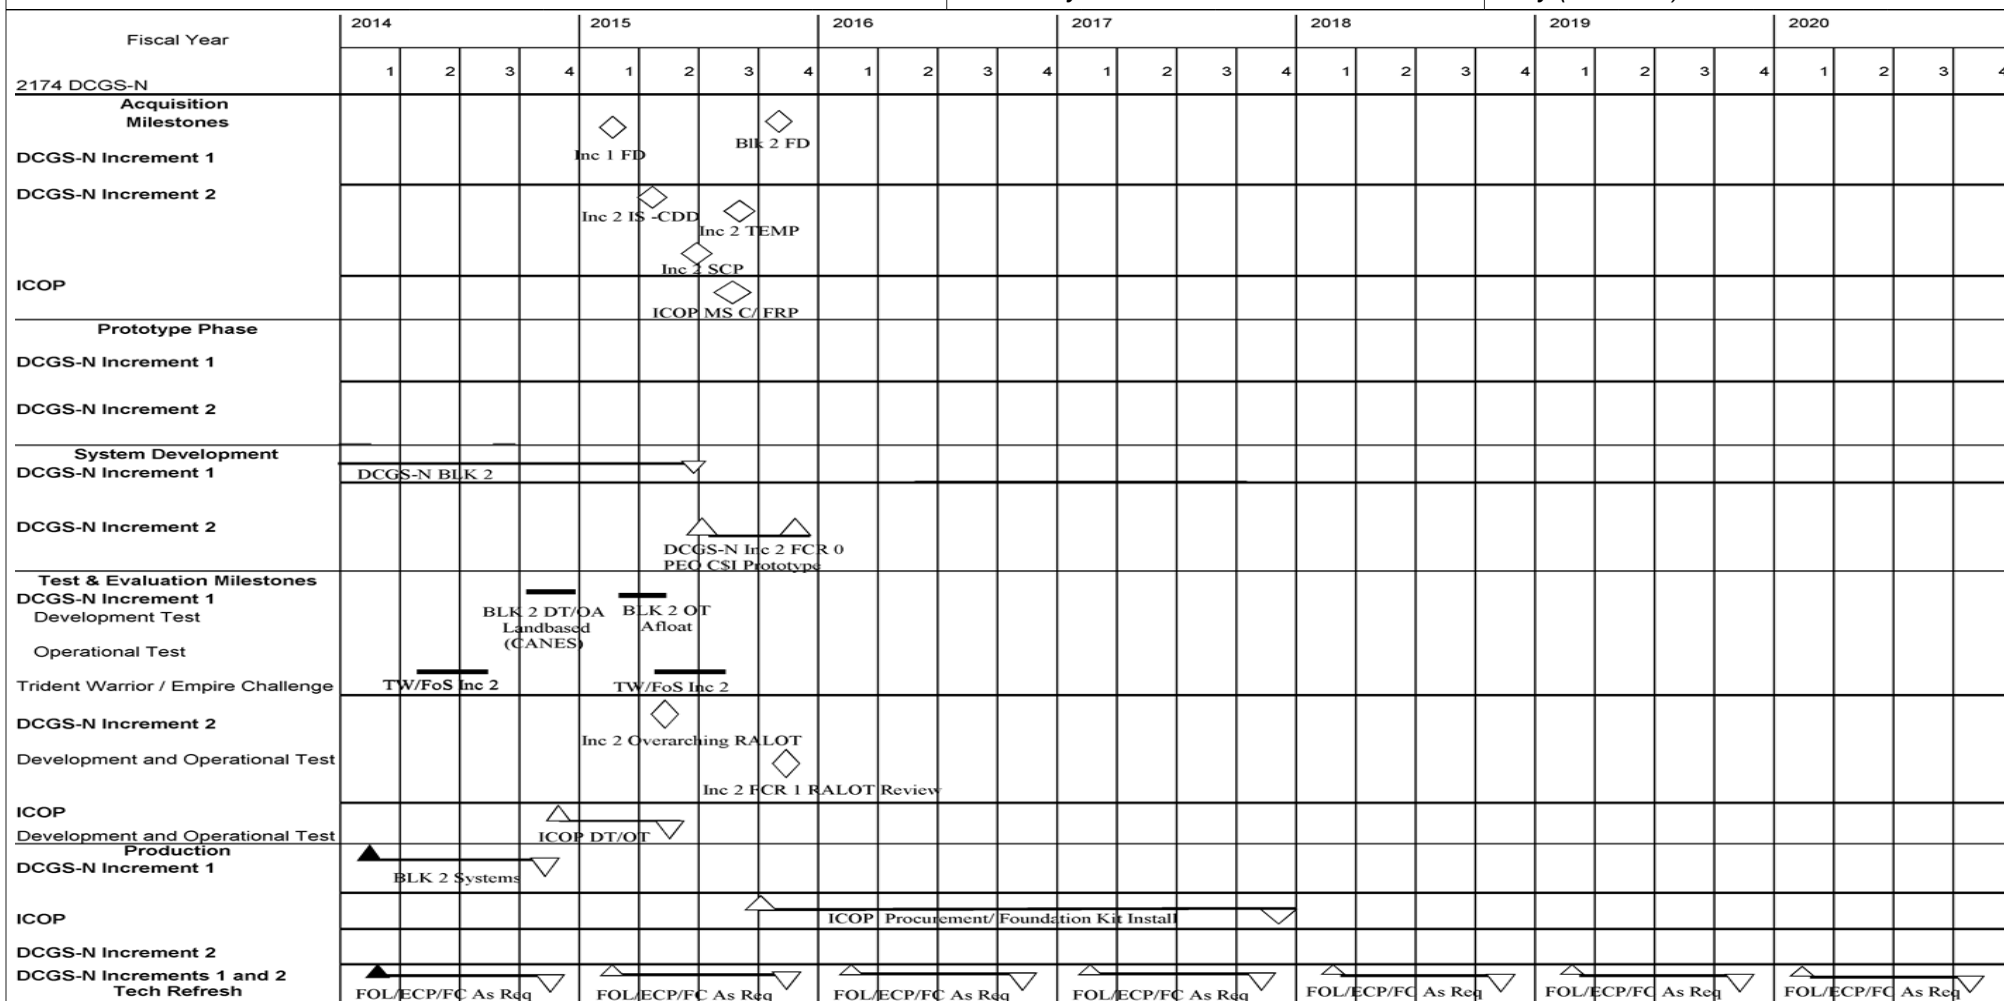 2014 2015 2016 2017 2018 2019 2020
Fiscal Year
1 2 3 4 1 2 3 4 1 2 3 4 1 2 3 4 1 2 3 4 1 2 3 4 1 2 3 4
2174 DCGS-N
Acquisition
Milestones
Blk 2 FD
Inc 1 FD
DCGS-N Increment 1
DCGS-N Increment 2
Inc 2 IS -CDD
Inc 2 TEMP
Inc 2 SCP
ICOP
ICOP MS C/ FRP
Prototype Phase
DCGS-N Increment 1
DCGS-N Increment 2
System Development
DCGS-N Increment 1
DCGS-N BLK 2
DCGS-N Increment 2
DCGS-N Inc 2 FCR 0
PEO CSI Prototype
Test & Evaluation Milestones
DCGS-N Increment 1
Development Test
BLK 2 DT/OA
Landbased
(CANES)
BLK 2 OT
Afloat
Operational Test
Trident Warrior / Empire Challenge
TW/FoS Inc 2
TW/FoS Inc 2
DCGS-N Increment 2
Inc 2 Overarching RALOT
Development and Operational Test
Inc 2 FCR 1 RALOT Review
ICOP
Development and Operational Test
ICOP DT/OT
Production
DCGS-N Increment 1
BLK 2 Systems
ICOP
ICOP Procurement/ Foundation Kit Install
DCGS-N Increment 2
DCGS-N Increments 1 and 2
Tech Refresh
FOL/ECP/FC As Req
FOL/ECP/FC As Req
FOL/ECP/FC As Req
FOL/ECP/FC As Req
FOL/ECP/FC As Req
FOL/ECP/FC As Req
FOL/ECP/FC As Req